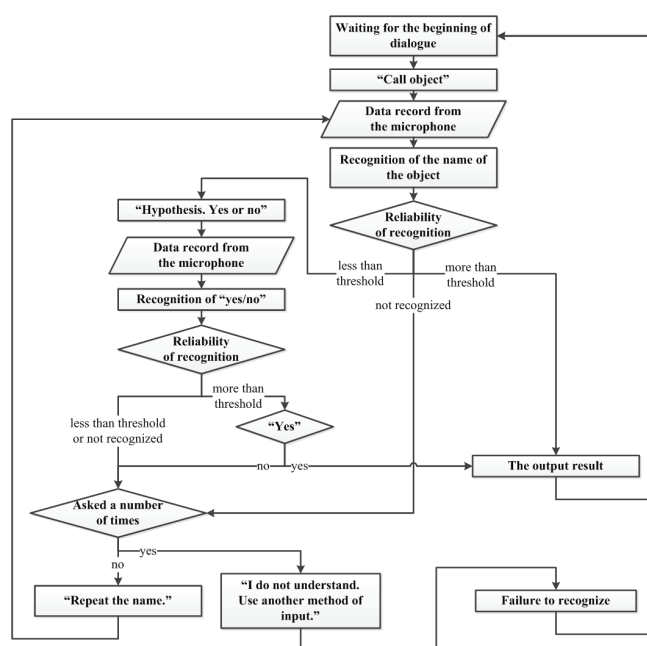 Waiting for the beginning of
dialogue
“Call object”
Data record from
the microphone
Recognition of the name of
the object
Reliability
of recognition
less than
threshold
more than
threshold
not recognized
“Hypothesis. Yes or no”
Data record from
the microphone
Recognition of “yes/no”
Reliability
of recognition
more than
threshold
less than threshold
or not recognized
“Yes”
no
yes
The output result
Asked a number
of times
yes
no
“Repeat the name.”
“I do not understand.
Use another method of
input.”
Failure to recognize